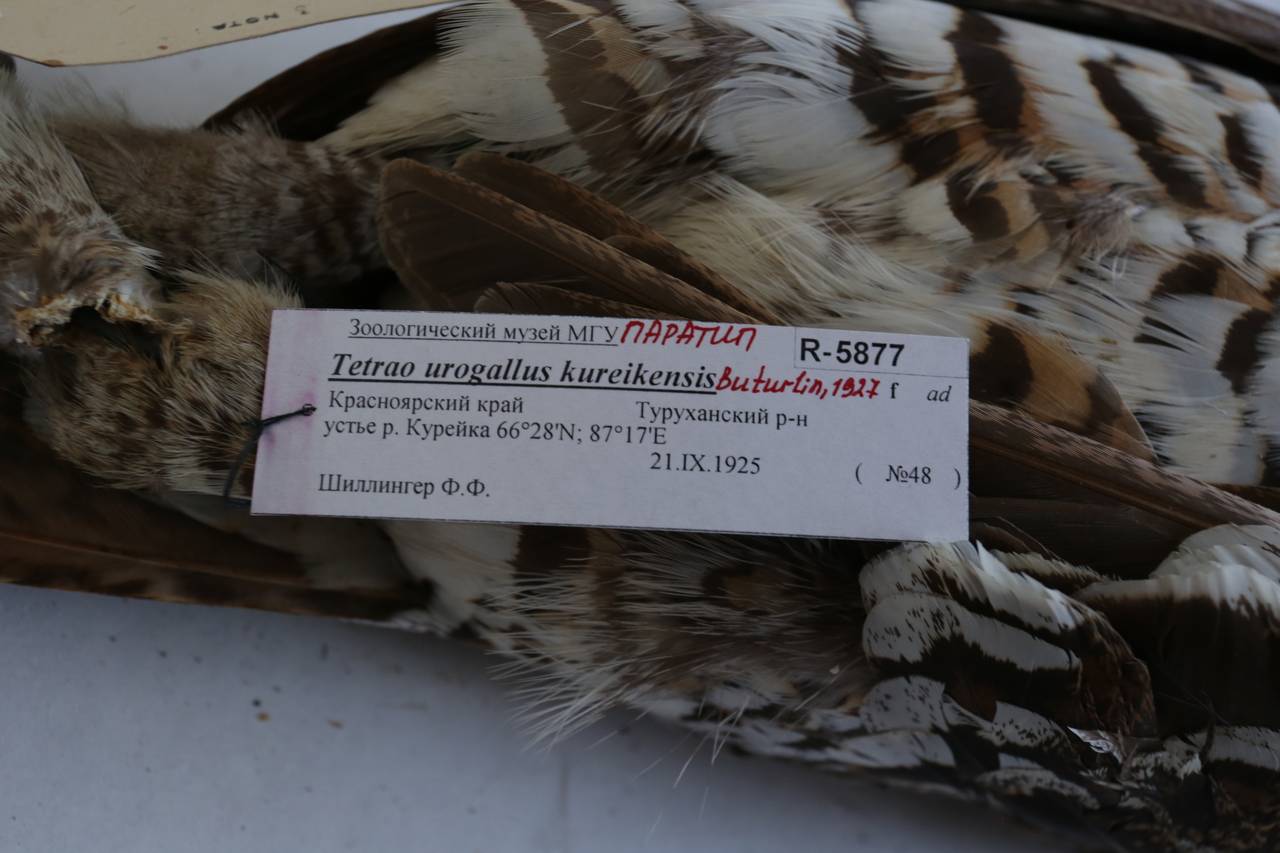 NOTA
Зоологический музей МГУ ПАРАТИП R-5877
Tetrao urogallus kureikensis Buturlin, 1927 f ad
Красноярский край Туруханский р-н
устье р. Курейка 66°28'N; 87°17'E
21.IX.1925 ( №48 )
Шиллингер Ф.Ф.